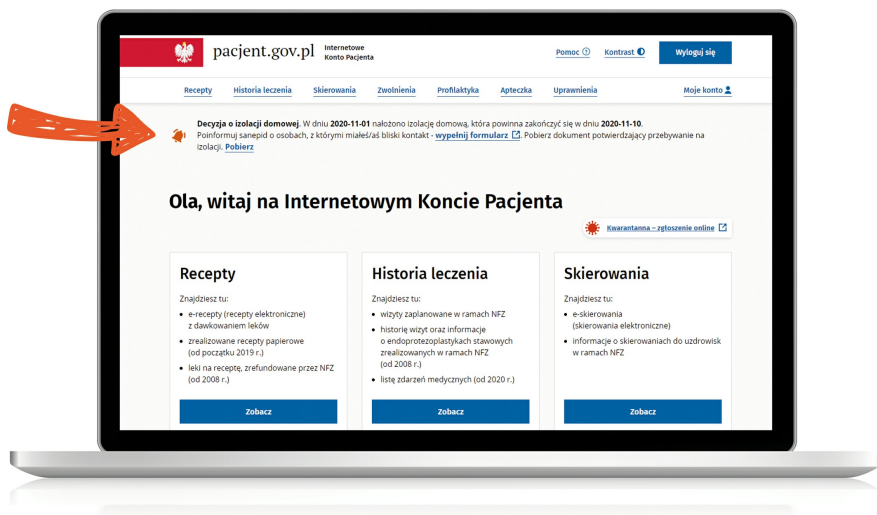 pacjent.gov.pl
Internetowe
Konto Pacjenta
Pomoc
Kontrast
Wyloguj się
Recepty
Historia leczenia
Skierowania
Zwolnienia
Profilaktyka
Apteczka
Uprawnienia
Moje konto
Decyzja o izolacji domowej. W dniu 2020-11-01 nałożono izolację domową, która powinna zakończyć się w dniu 2020-11-10.
Poinformuj sanepid o osobach, z którymi miałeś/aś bliski kontakt - wypełnij formularz. Pobierz dokument potwierdzający przebywanie na
izolacji. Pobierz
Ola, witaj na Internetowym Koncie Pacjenta
Kwarantanna – zgłoszenie online
Recepty
Znajdziesz tu:
• e-recepty (recepty elektroniczne)
z dawkowaniem leków
• zrealizowane recepty papierowe
(od początku 2019 r.)
• leki na receptę, zrefundowane przez NFZ
(od 2008 r.)
Zobacz
Historia leczenia
Znajdziesz tu:
• wizyty zaplanowane w ramach NFZ
• historię wizyt oraz informacje
o endoprotezoplastykach stawowych
zrealizowanych w ramach NFZ
(od 2008 r.)
• listę zdarzeń medycznych (od 2020 r.)
Zobacz
Skierowania
Znajdziesz tu:
• e-skierowania
(skierowania elektroniczne)
• informacje o skierowaniach do uzdrowisk
w ramach NFZ
Zobacz